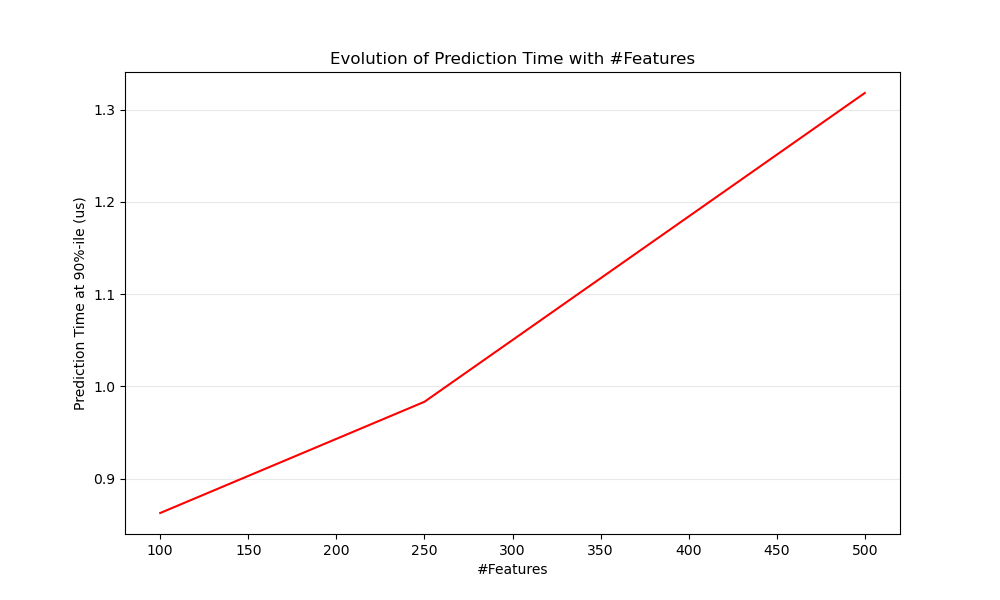 Evolution of Prediction Time with #Features
Prediction Time at 90%-ile (us)
1.3
1.2
1.1
1.0
0.9
100 150 200 250 300 350 400 450 500
#Features